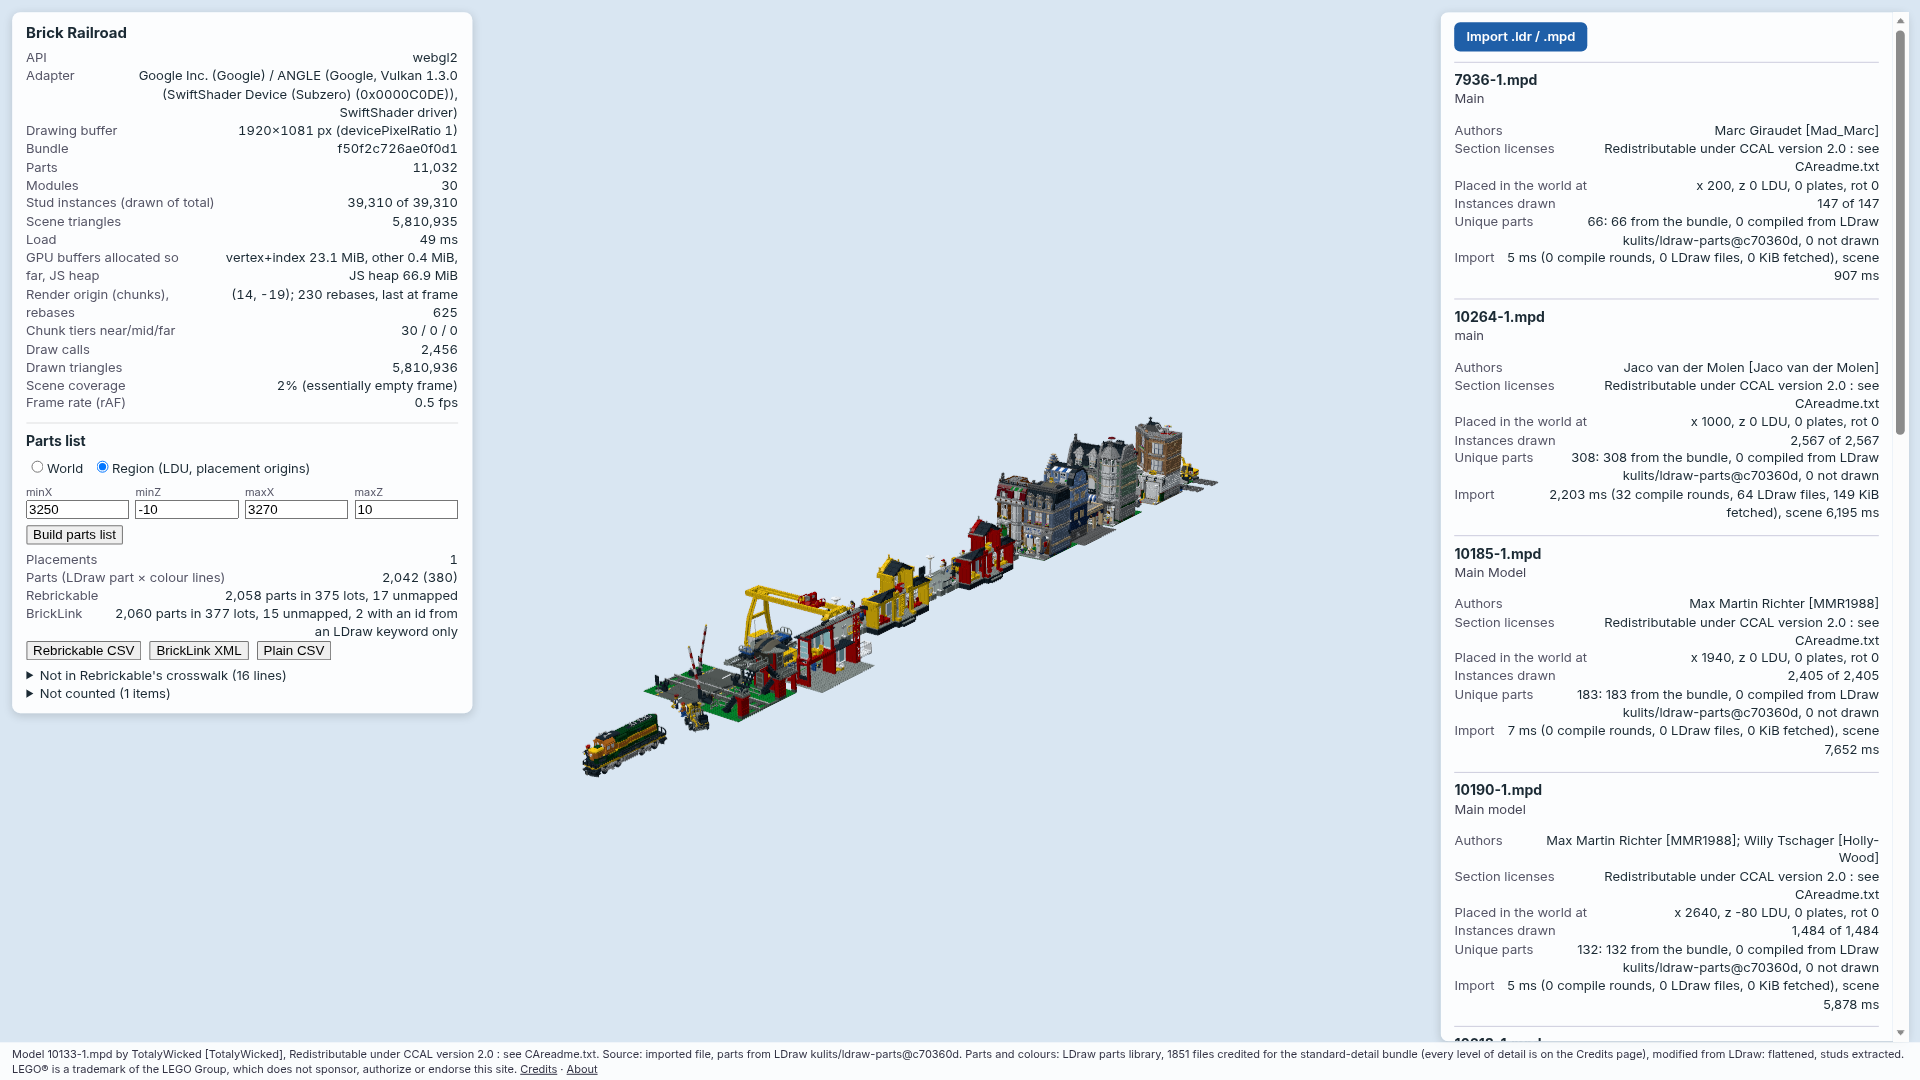 Brick Railroad
API webgl2
Adapter Google Inc. (Google) / ANGLE (Google, Vulkan 1.3.0
(SwiftShader Device (Subzero) (0x0000C0DE)),
SwiftShader driver)
Drawing buffer 1920×1081 px (devicePixelRatio 1)
Bundle f50f2c726ae0f0d1
Parts 11,032
Modules 30
Stud instances (drawn of total) 39,310 of 39,310
Scene triangles 5,810,935
Load 49 ms
GPU buffers allocated so vertex+index 23.1 MiB, other 0.4 MiB,
far, JS heap JS heap 66.9 MiB
Render origin (chunks), (14, -19); 230 rebases, last at frame
rebases 625
Chunk tiers near/mid/far 30 / 0 / 0
Draw calls 2,456
Drawn triangles 5,810,936
Scene coverage 2% (essentially empty frame)
Frame rate (rAF) 0.5 fps
Parts list
World Region (LDU, placement origins)
minX minZ maxX maxZ
3250 -10 3270 10
Build parts list
Placements 1
Parts (LDraw part × colour lines) 2,042 (380)
Rebrickable 2,058 parts in 375 lots, 17 unmapped
BrickLink 2,060 parts in 377 lots, 15 unmapped, 2 with an id from
an LDraw keyword only
Rebrickable CSV BrickLink XML Plain CSV
▶ Not in Rebrickable's crosswalk (16 lines)
▶ Not counted (1 items)
Import .ldr / .mpd
7936-1.mpd
Main
Authors Marc Giraudet [Mad_Marc]
Section licenses Redistributable under CCAL version 2.0 : see
CAreadme.txt
Placed in the world at x 200, z 0 LDU, 0 plates, rot 0
Instances drawn 147 of 147
Unique parts 66: 66 from the bundle, 0 compiled from LDraw
kulits/ldraw-parts@c70360d, 0 not drawn
Import 5 ms (0 compile rounds, 0 LDraw files, 0 KiB fetched), scene
907 ms
10264-1.mpd
main
Authors Jaco van der Molen [Jaco van der Molen]
Section licenses Redistributable under CCAL version 2.0 : see
CAreadme.txt
Placed in the world at x 1000, z 0 LDU, 0 plates, rot 0
Instances drawn 2,567 of 2,567
Unique parts 308: 308 from the bundle, 0 compiled from LDraw
kulits/ldraw-parts@c70360d, 0 not drawn
Import 2,203 ms (32 compile rounds, 64 LDraw files, 149 KiB
fetched), scene 6,195 ms
10185-1.mpd
Main Model
Authors Max Martin Richter [MMR1988]
Section licenses Redistributable under CCAL version 2.0 : see
CAreadme.txt
Placed in the world at x 1940, z 0 LDU, 0 plates, rot 0
Instances drawn 2,405 of 2,405
Unique parts 183: 183 from the bundle, 0 compiled from LDraw
kulits/ldraw-parts@c70360d, 0 not drawn
Import 7 ms (0 compile rounds, 0 LDraw files, 0 KiB fetched), scene
7,652 ms
10190-1.mpd
Main model
Authors Max Martin Richter [MMR1988]; Willy Tschager [Holly-
Wood]
Section licenses Redistributable under CCAL version 2.0 : see
CAreadme.txt
Placed in the world at x 2640, z -80 LDU, 0 plates, rot 0
Instances drawn 1,484 of 1,484
Unique parts 132: 132 from the bundle, 0 compiled from LDraw
kulits/ldraw-parts@c70360d, 0 not drawn
Import 5 ms (0 compile rounds, 0 LDraw files, 0 KiB fetched), scene
5,878 ms
Model 10133-1.mpd by TotalyWicked [TotalyWicked], Redistributable under CCAL version 2.0 : see CAreadme.txt. Source: imported file, parts from LDraw kulits/ldraw-parts@c70360d. Parts and colours: LDraw parts library, 1851 files credited for the standard-detail bundle (every level of detail is on the Credits page), modified from LDraw: flattened, studs extracted.
LEGO® is a trademark of the LEGO Group, which does not sponsor, authorize or endorse this site. Credits · About